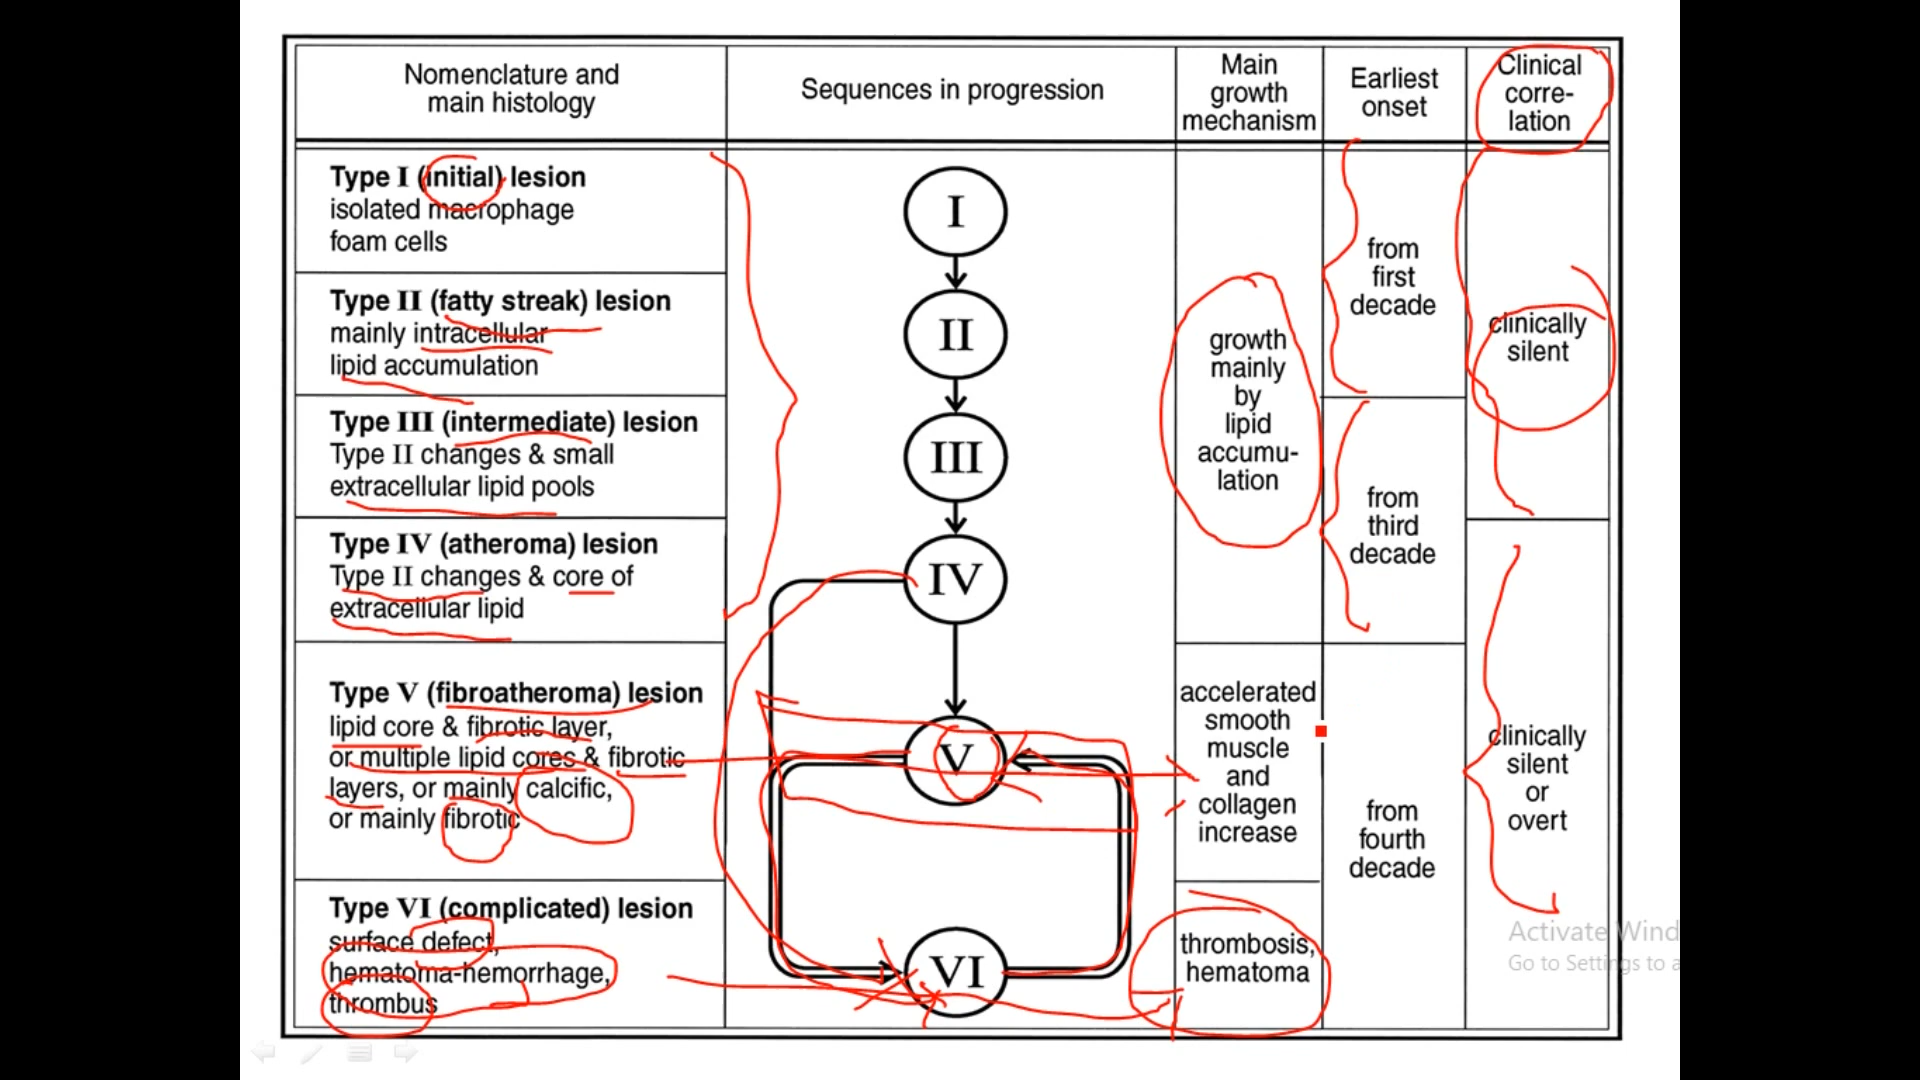 Nomenclature and
main histology
Sequences in progression
Main
growth
mechanism
Earliest
onset
Clinical
corre-
lation
Type I (initial) lesion
isolated macrophage
foam cells
Type II (fatty streak) lesion
mainly intracellular
lipid accumulation
Type III (intermediate) lesion
Type II changes & small
extracellular lipid pools
Type IV (atheroma) lesion
Type II changes & core of
extracellular lipid
Type V (fibroatheroma) lesion
lipid core & fibrotic layer,
or multiple lipid cores & fibrotic
layers, or mainly calcific,
or mainly fibrotic
Type VI (complicated) lesion
surface defect,
hematoma-hemorrhage,
thrombus
I
II
III
IV
V
VI
growth
mainly
by
lipid
accumu-
lation
accelerated
smooth
muscle
and
collagen
increase
thrombosis,
hematoma
from
first
decade
from
third
decade
from
fourth
decade
clinically
silent
clinically
silent
or
overt
Activate Wind
Go to Settings to a